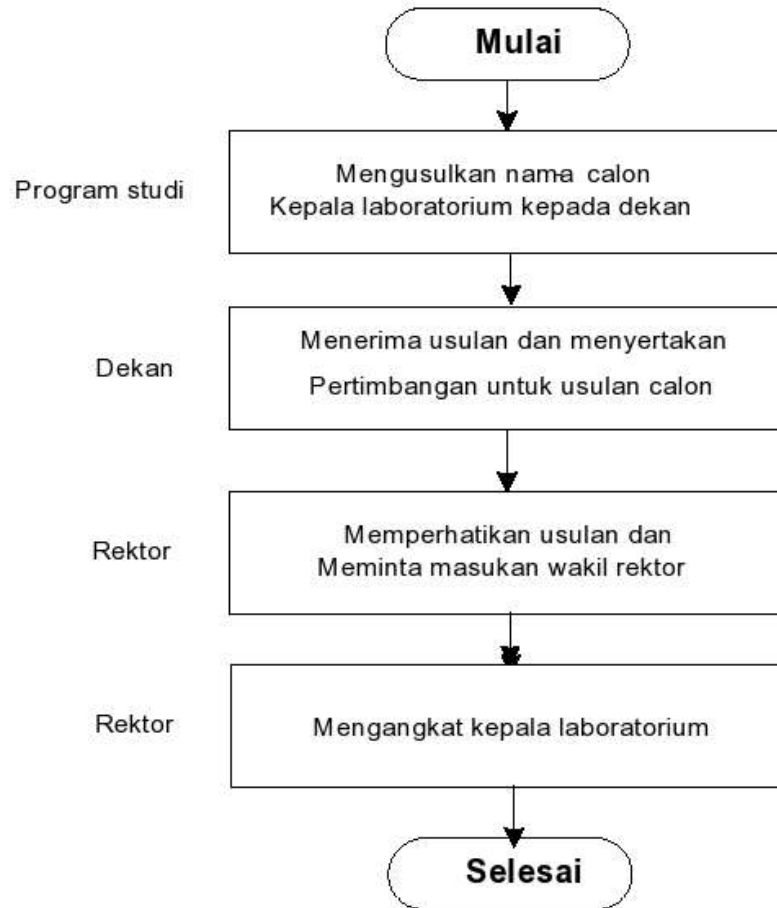 Mulai
Program studi
Mengusulkan nama calon
Kepala laboratorium kepada dekan
Dekan
Menerima usulan dan menyertakan
Pertimbangan untuk usulan calon
Rektor
Memperhatikan usulan dan
Meminta masukan wakil rektor
Rektor
Mengangkat kepala laboratorium
Selesai